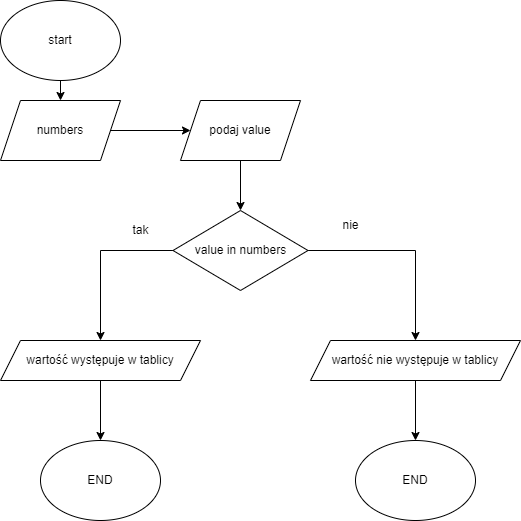 start
numbers
podaj value
tak
nie
value in numbers
wartość występuje w tablicy
wartość nie występuje w tablicy
END
END